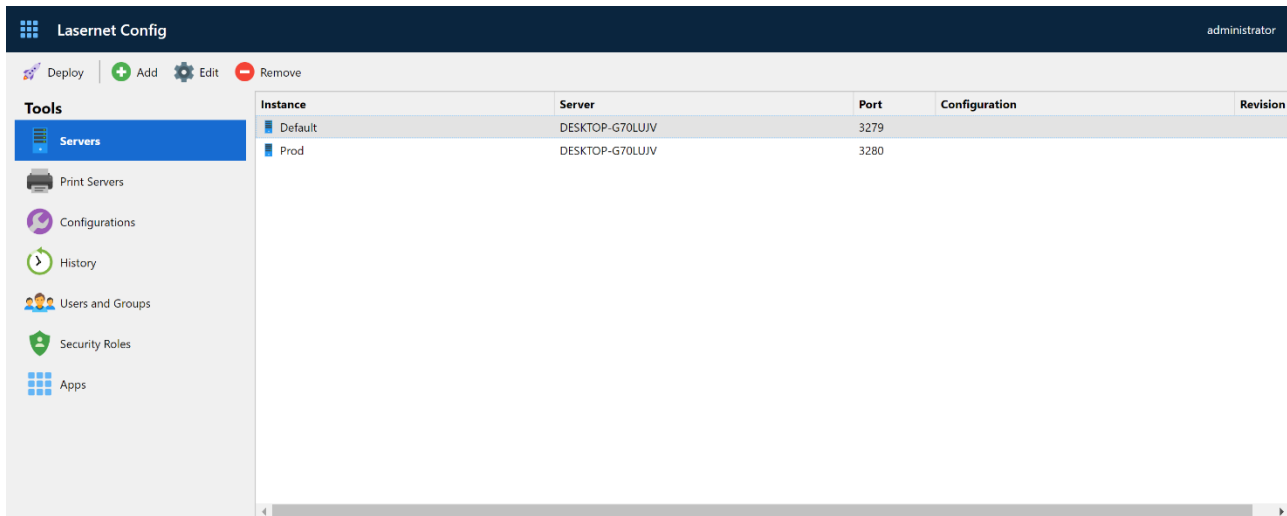 Lasernet Config administrator
Deploy Add Edit Remove
Tools
Servers
Print Servers
Configurations
History
Users and Groups
Security Roles
Apps
Instance Server Port Configuration Revision
Default DESKTOP-G70LUJV 3279
Prod DESKTOP-G70LUJV 3280